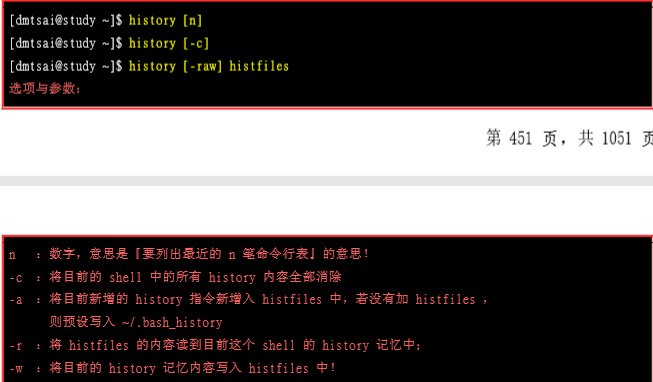 [dmtsai@study ~]$ history [n]
[dmtsai@study ~]$ history [-c]
[dmtsai@study ~]$ history [-raw] histfiles
选项与参数：
第 451 页，共 1051 页
n ：数字，意思是『要列出最近的 n 笔命令行表』的意思！
-c ：将目前的 shell 中的所有 history 内容全部消除
-a ：将目前新增的 history 指令新增入 histfiles 中，若没有加 histfiles ，
则预设写入 ~/.bash_history
-r ：将 histfiles 的内容读到目前这个 shell 的 history 记忆中；
-w ：将目前的 history 记忆内容写入 histfiles 中！